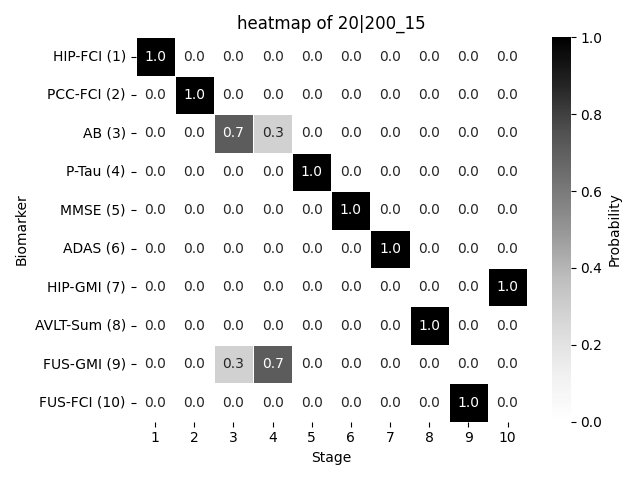 heatmap of 20|200_15
HIP-FCI (1) 1.0 0.0 0.0 0.0 0.0 0.0 0.0 0.0 0.0 0.0
PCC-FCI (2) 0.0 1.0 0.0 0.0 0.0 0.0 0.0 0.0 0.0 0.0
AB (3) 0.0 0.0 0.7 0.3 0.0 0.0 0.0 0.0 0.0 0.0
P-Tau (4) 0.0 0.0 0.0 0.0 1.0 0.0 0.0 0.0 0.0 0.0
MMSE (5) 0.0 0.0 0.0 0.0 0.0 1.0 0.0 0.0 0.0 0.0
ADAS (6) 0.0 0.0 0.0 0.0 0.0 0.0 1.0 0.0 0.0 0.0
HIP-GMI (7) 0.0 0.0 0.0 0.0 0.0 0.0 0.0 0.0 0.0 1.0
AVLT-Sum (8) 0.0 0.0 0.0 0.0 0.0 0.0 0.0 1.0 0.0 0.0
FUS-GMI (9) 0.0 0.0 0.3 0.7 0.0 0.0 0.0 0.0 0.0 0.0
FUS-FCI (10) 0.0 0.0 0.0 0.0 0.0 0.0 0.0 0.0 1.0 0.0
1 2 3 4 5 6 7 8 9 10
Stage
Biomarker
1.0
0.8
0.6
0.4
0.2
0.0
Probability